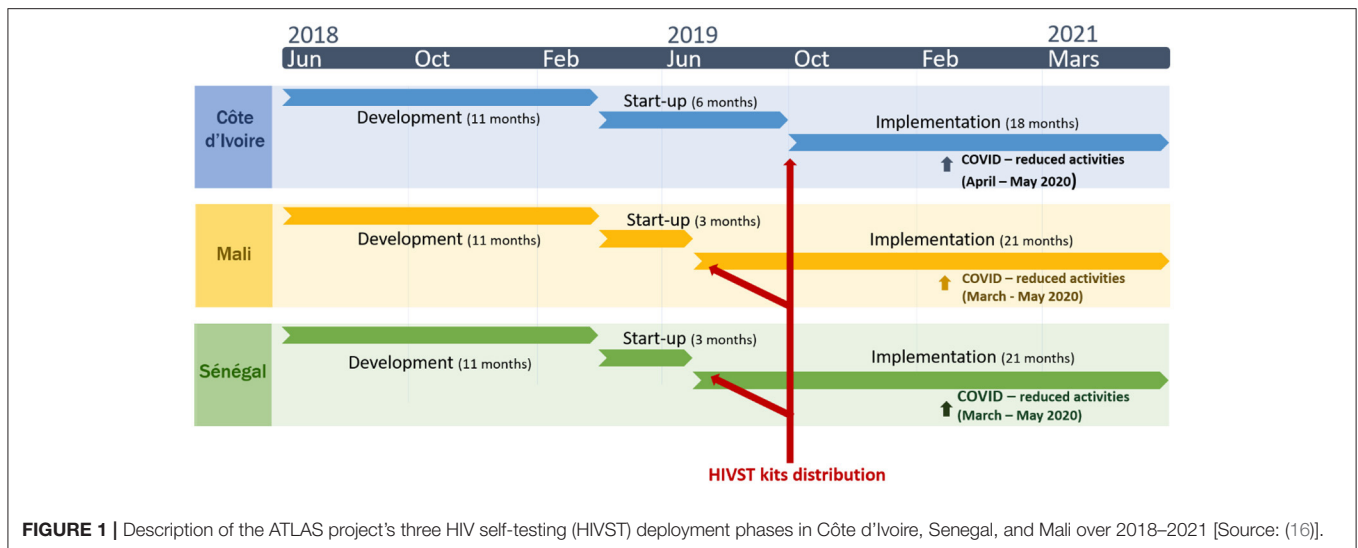 2018 2019 2021
Jun Oct Feb Jun Oct Feb Mars
Côte
d'Ivoire
Development (11 months)
Start-up (6 months)
Implementation (18 months)
COVID – reduced activities
(April – May 2020)
Mali
Development (11 months)
Start-up (3 months)
Implementation (21 months)
COVID – reduced activities
(March - May 2020)
Sénégal
Development (11 months)
Start-up (3 months)
Implementation (21 months)
COVID – reduced activities
(March – May 2020)
HIVST kits distribution
FIGURE 1 | Description of the ATLAS project's three HIV self-testing (HIVST) deployment phases in Côte d'Ivoire, Senegal, and Mali over 2018–2021 [Source: (16)].